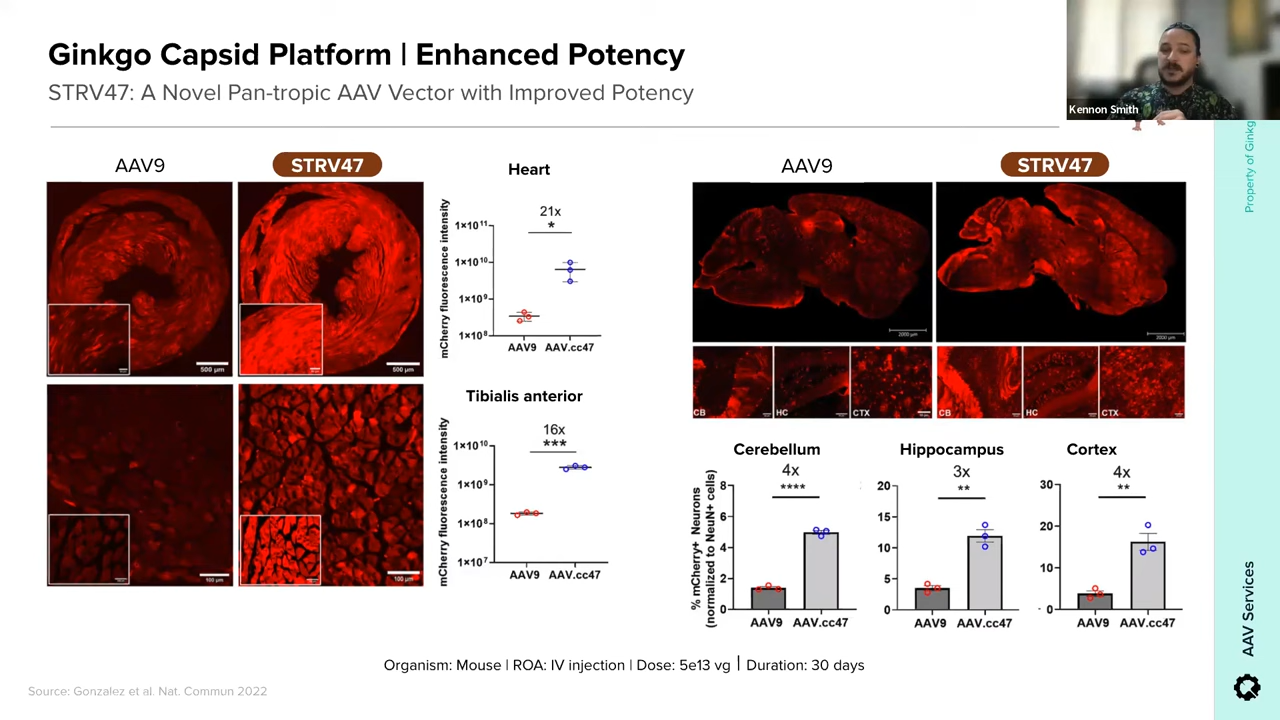 Ginkgo Capsid Platform | Enhanced Potency
STRV47: A Novel Pan-tropic AAV Vector with Improved Potency
Kennon Smith
Property of Ginkg
AAV9
STRV47
500 µm
500 µm
100 µm
100 µm
Heart
mCherry fluorescence intensity
21x
*
1×10¹¹
1×10¹⁰
1×10⁹
1×10⁸
AAV9 AAV.cc47
Tibialis anterior
mCherry fluorescence intensity
16x
***
1×10¹⁰
1×10⁹
1×10⁸
1×10⁷
AAV9 AAV.cc47
AAV9
STRV47
2000 µm
2000 µm
CB HC CTX
CB HC CTX
% mCherry+ Neurons
(normalized to NeuN+ cells)
Cerebellum
4x
****
8
6
4
2
0
AAV9 AAV.cc47
Hippocampus
3x
**
20
15
10
5
0
AAV9 AAV.cc47
Cortex
4x
**
30
20
10
0
AAV9 AAV.cc47
Organism: Mouse | ROA: IV injection | Dose: 5e13 vg | Duration: 30 days
Source: Gonzalez et al. Nat. Commun 2022
AAV Services